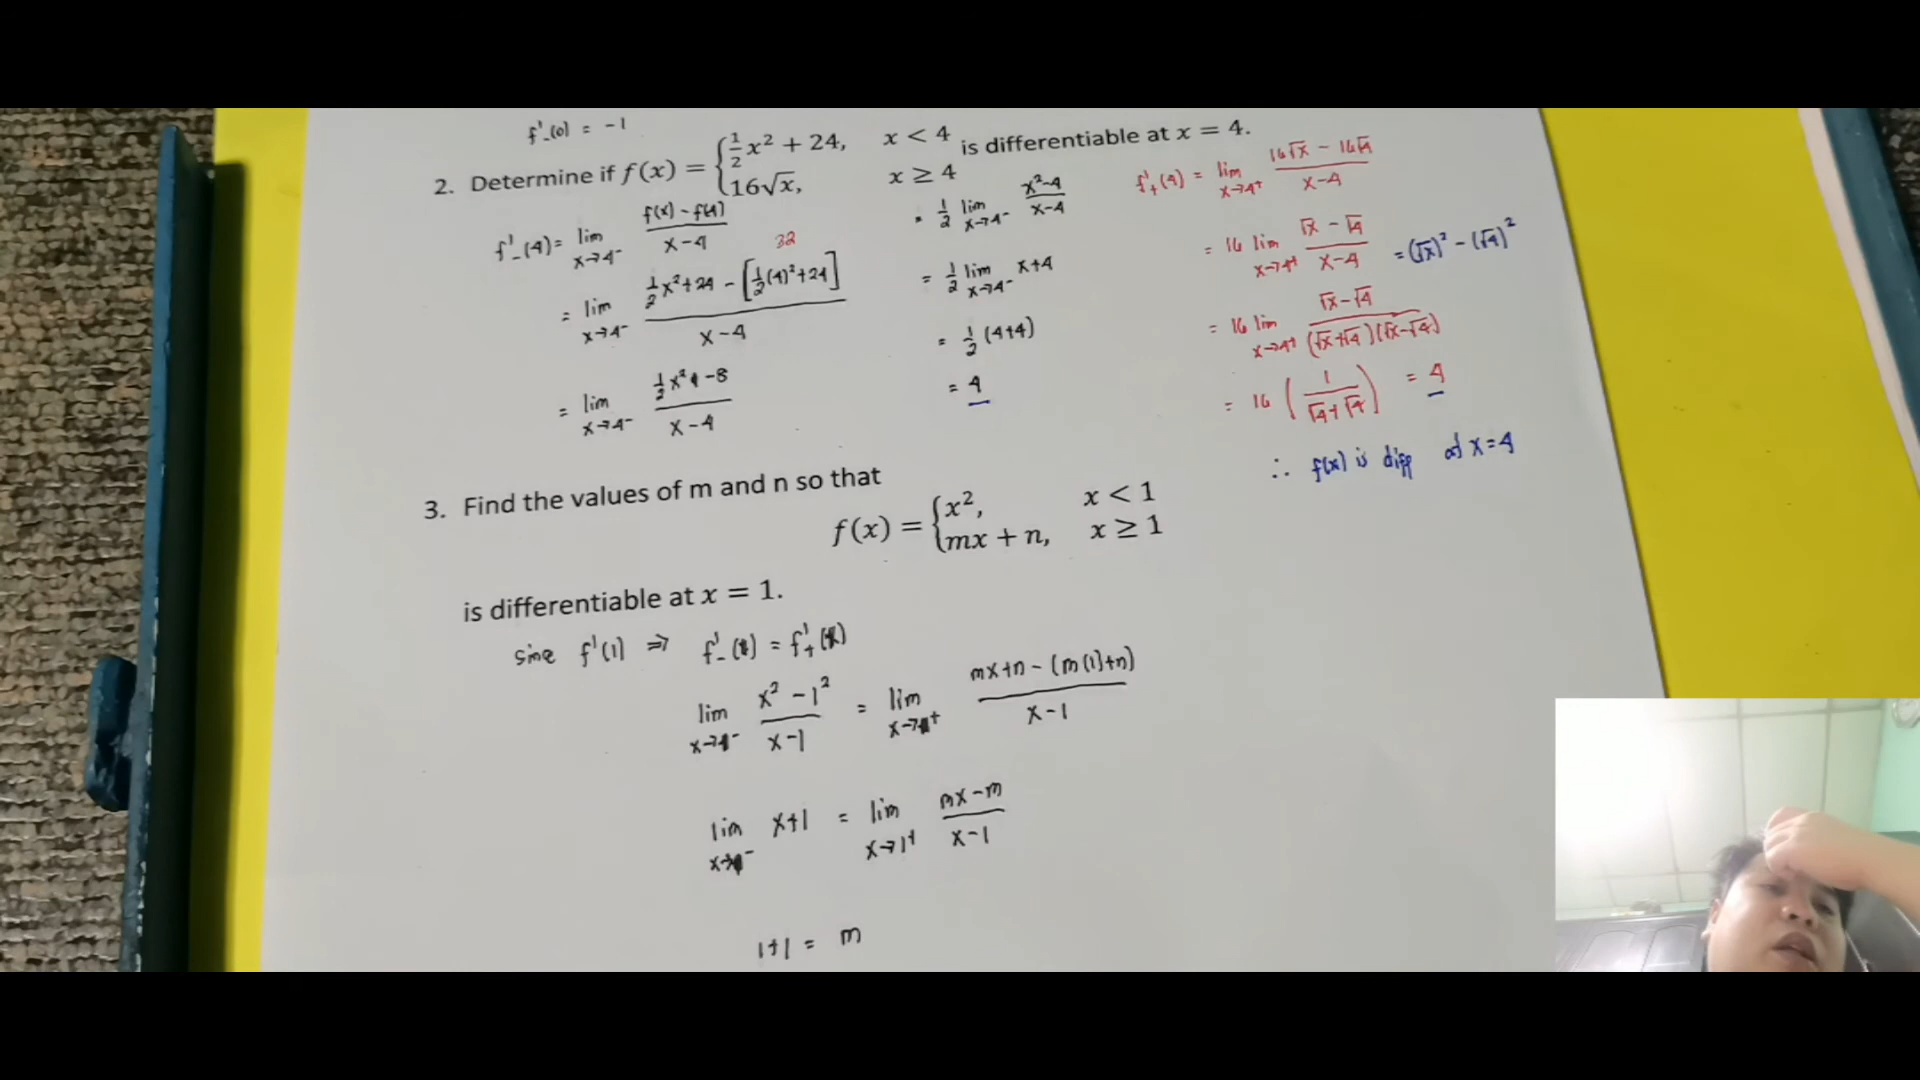 f'₋(0) = -1
2. Determine if f(x) = { ½x² + 24, x < 4
16√x, x ≥ 4 is differentiable at x = 4.
f'₋(4) = lim x→4⁻ (f(x) - f(4))/(x-4)
32
= lim x→4⁻ (½x²+24 - [½(4)²+24])/(x-4)
= lim x→4⁻ (½x² -8)/(x-4)
= ½ lim x→4⁻ (x²-4)/(x-4)
= ½ lim x→4⁻ x+4
= ½(4+4)
= 4
f'₊(4) = lim x→4⁺ (16√x - 16√4)/(x-4)
= 16 lim x→4⁺ (√x - √4)/(x-4) = (√x)² - (√4)²
= 16 lim x→4⁺ (√x-√4)/((√x+√4)(√x-√4))
= 16 (1/(√4+√4)) = 4
∴ f(x) is diff at x=4
3. Find the values of m and n so that
f(x) = { x², x < 1
mx + n, x ≥ 1
is differentiable at x = 1.
Since f'(1) ⇒ f'₋(1) = f'₊(1)
lim x→1⁻ (x² - 1²)/(x-1) = lim x→1⁺ (mx+n - (m(1)+n))/(x-1)
lim x→1⁻ x+1 = lim x→1⁺ (mx-m)/(x-1)
1+1 = m